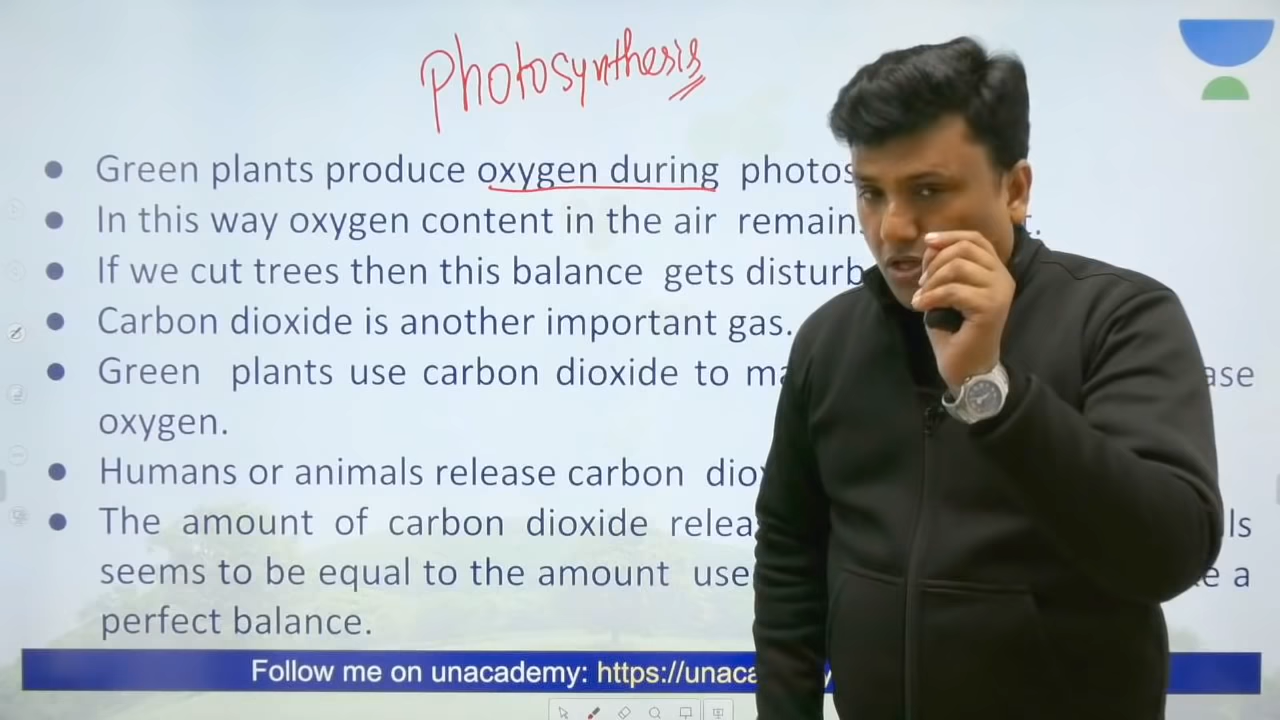 Photosynthesis
• Green plants produce oxygen during photos
• In this way oxygen content in the air remain
• If we cut trees then this balance gets disturb
• Carbon dioxide is another important gas.
• Green plants use carbon dioxide to ma ase
oxygen.
• Humans or animals release carbon diox
• The amount of carbon dioxide relea ls
seems to be equal to the amount use e a
perfect balance.
Follow me on unacademy: https://unaca